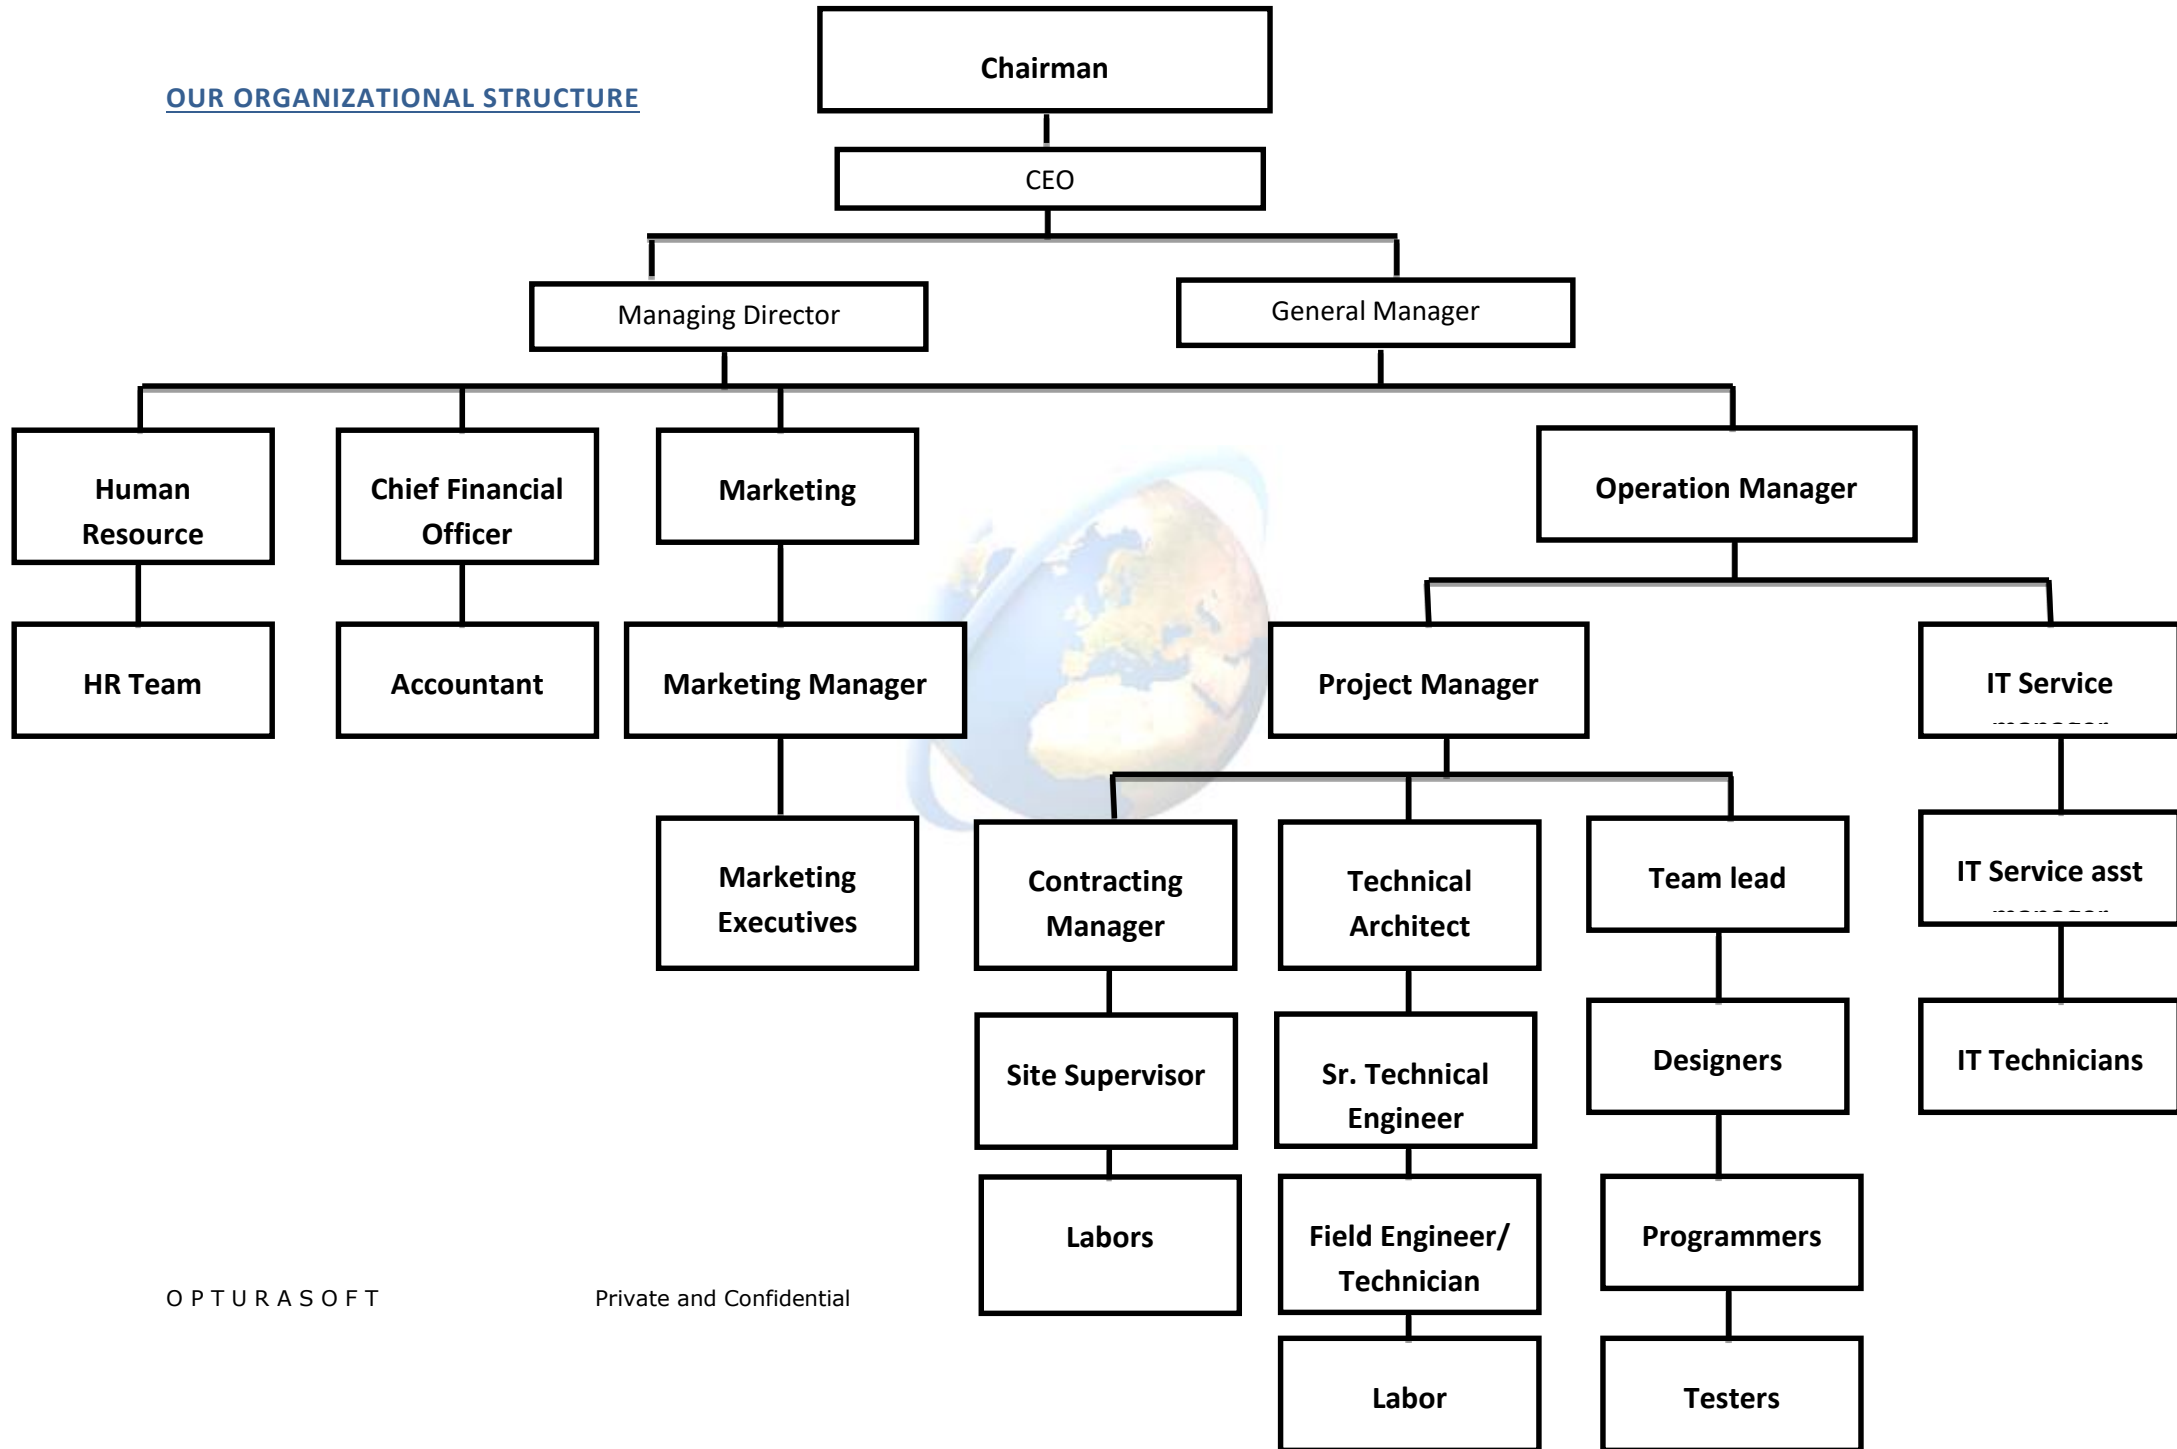 Chairman
OUR ORGANIZATIONAL STRUCTURE
CEO
Managing Director
General Manager
Human
Resource
Chief Financial
Officer
Marketing
Operation Manager
HR Team
Accountant
Marketing Manager
Project Manager
IT Service
Marketing
Executives
Contracting
Manager
Technical
Architect
Team lead
IT Service asst
Site Supervisor
Sr. Technical
Engineer
Designers
IT Technicians
Labors
Field Engineer/
Technician
Programmers
OPTURASOFT
Private and Confidential
Labor
Testers